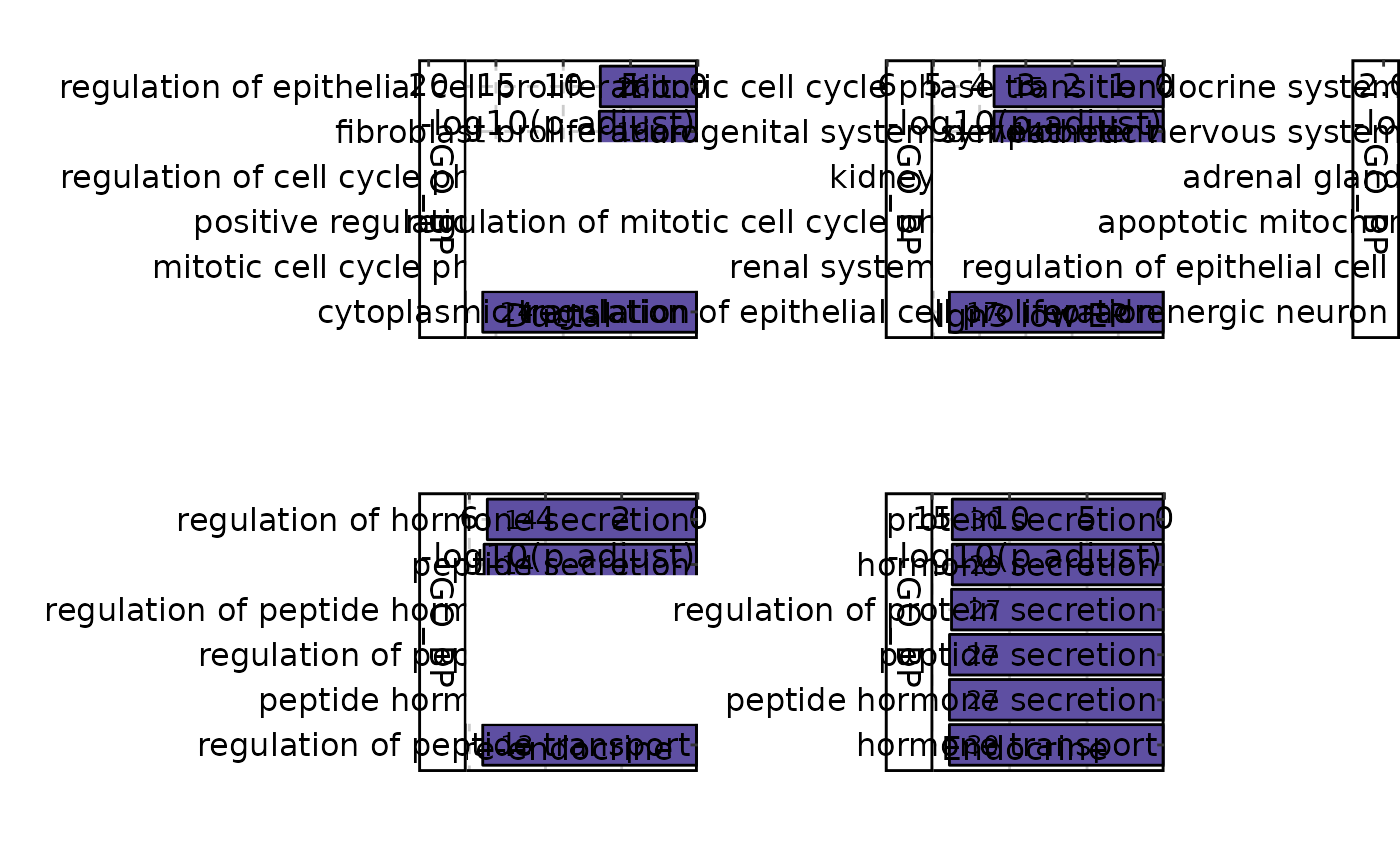 20 15 10 5 0
regulation of epithelial cell proliferation
-log10(p.adjust)
fibroblast proliferation
regulation of cell cycle ph
positive regulatio
mitotic cell cycle ph
cytoplasmic translation
24
Ductal
GO_BP
6 5 4 3 2 1 0
mitotic cell cycle phase transition
15
-log10(p.adjust)
urogenital system development
kidney
regulation of mitotic cell cycle ph
renal system
regulation of epithelial cell proliferation
17
Ngn3 low EP
GO_BP
2.0
endocrine system
-lo
sympathetic nervous system
adrenal gland
apoptotic mitochon
regulation of epithelial cell
neuron
GO_BP
6 4 2 0
regulation of hormone secretion
14
-log10(p.adjust)
peptide secretion
14
regulation of peptide horm
regulation of pep
peptide horm
regulation of peptide transport
13
re-endocrine
GO_BP
15 10 5 0
protein secretion
30
-log10(p.adjust)
hormone secretion
29
regulation of protein secretion
27
peptide secretion
27
peptide hormone secretion
27
hormone transport
30
Endocrine
GO_BP